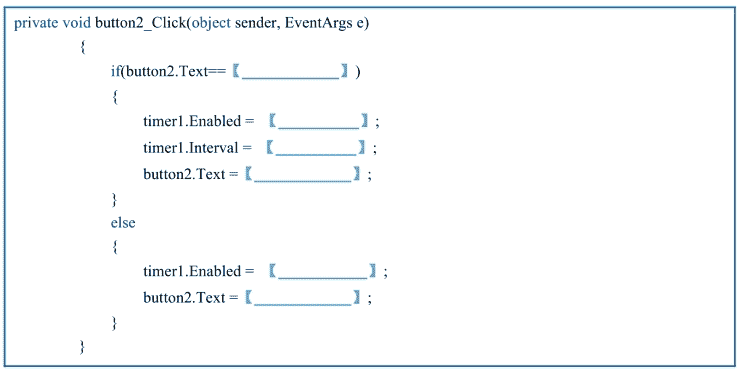 private void button2_Click(object sender, EventArgs e)
{
if(button2.Text==【____________】)
{
timer1.Enabled = 【__________】;
timer1.Interval = 【__________】;
button2.Text =【____________】;
}
else
{
timer1.Enabled = 【___________】;
button2.Text =【____________】;
}
}